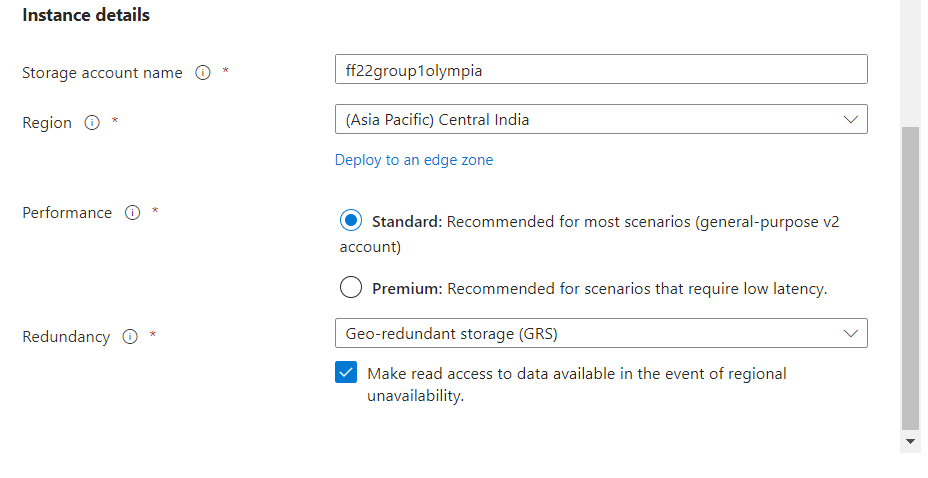 Instance details
Storage account name * ff22group1olympia
Region * (Asia Pacific) Central India
Deploy to an edge zone
Performance * Standard: Recommended for most scenarios (general-purpose v2
account)
Premium: Recommended for scenarios that require low latency.
Redundancy * Geo-redundant storage (GRS)
Make read access to data available in the event of regional
unavailability.